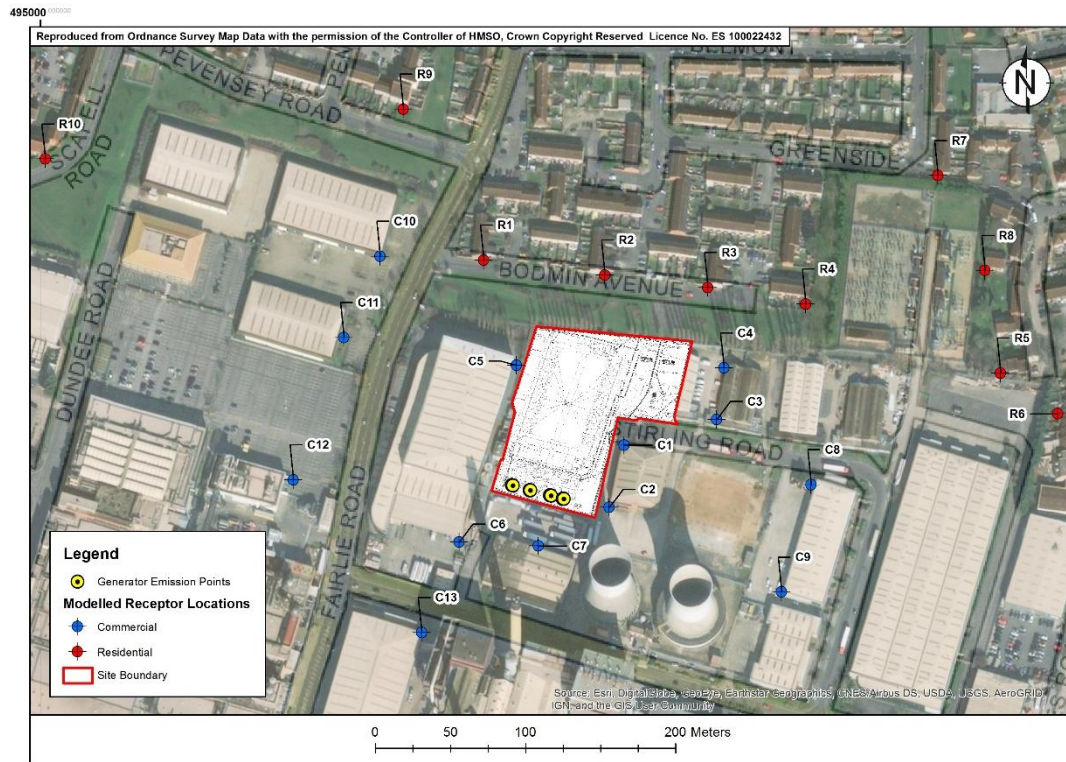 495000
Reproduced from Ordnance Survey Map Data with the permission of the Controller of HMSO, Crown Copyright Reserved Licence No. ES 100022432
BELMONT
N
PEVENSEY ROAD
R9
R10
SCAFELL
ROAD
GREENSIDE
R7
C10
R1
R2
R3
R4
R8
BODMIN AVENUE
C11
C4
C5
R5
DUNDEE ROAD
C3
R6
STIRLING ROAD
C1
C8
C12
C2
C6
C7
C9
FAIRLIE ROAD
C13
Legend
Generator Emission Points
Modelled Receptor Locations
Commercial
Residential
Site Boundary
Source: Esri, DigitalGlobe, GeoEye, Earthstar Geographics, CNES/Airbus DS, USDA, USGS, AeroGRID,
IGN, and the GIS User Community
0 50 100 200 Meters